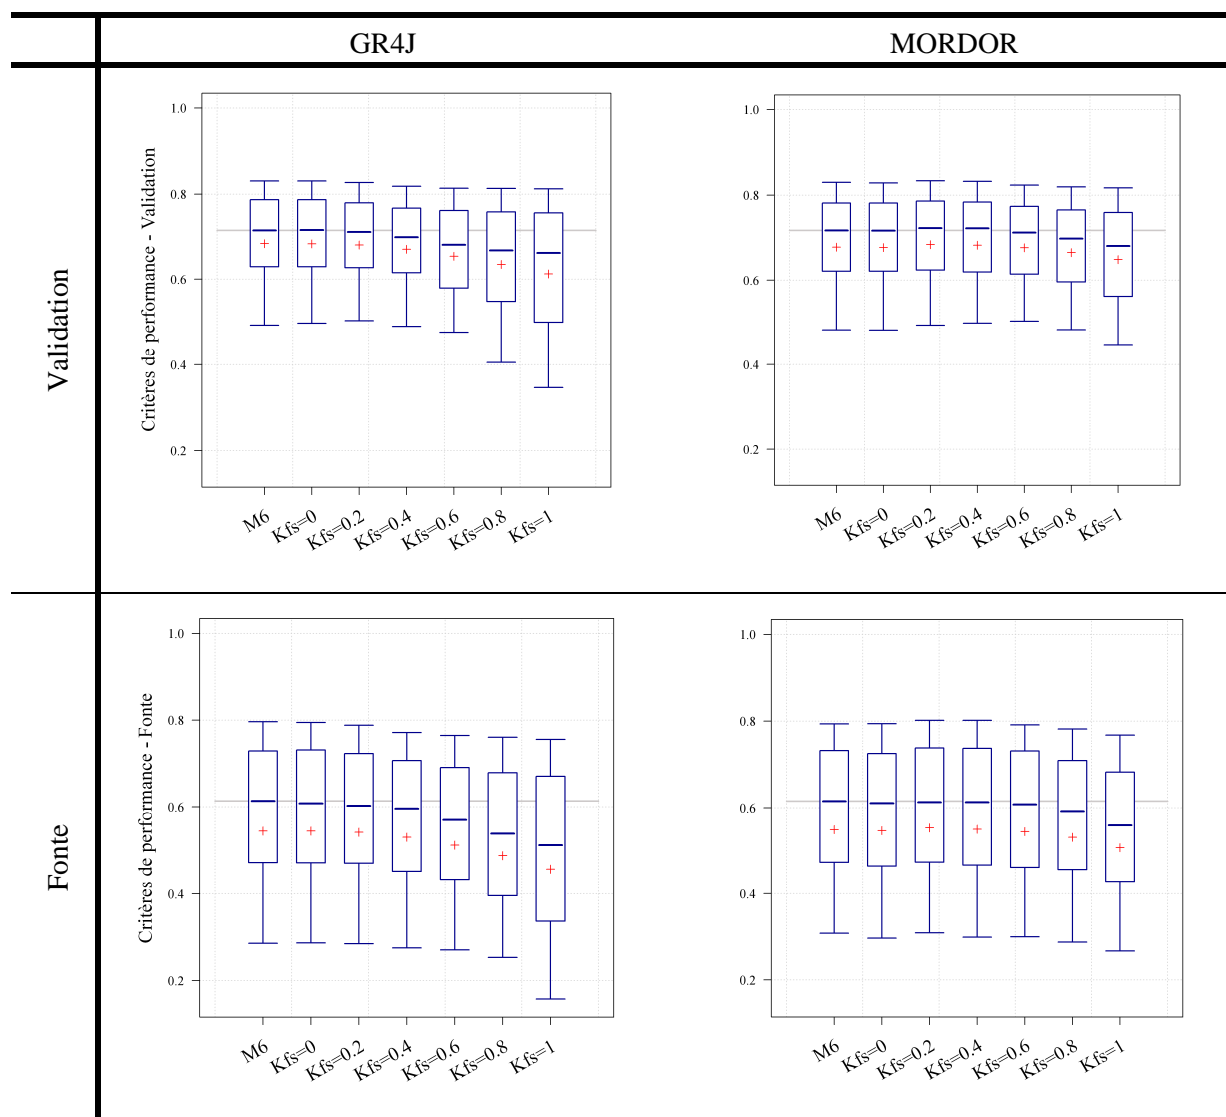 GR4J MORDOR
Validation
Critères de performance - Validation
1.0
0.8
0.6
0.4
0.2
M6 Kfs=0 Kfs=0.2 Kfs=0.4 Kfs=0.6 Kfs=0.8 Kfs=1
1.0
0.8
0.6
0.4
0.2
M6 Kfs=0 Kfs=0.2 Kfs=0.4 Kfs=0.6 Kfs=0.8 Kfs=1
Fonte
Critères de performance - Fonte
1.0
0.8
0.6
0.4
0.2
M6 Kfs=0 Kfs=0.2 Kfs=0.4 Kfs=0.6 Kfs=0.8 Kfs=1
1.0
0.8
0.6
0.4
0.2
M6 Kfs=0 Kfs=0.2 Kfs=0.4 Kfs=0.6 Kfs=0.8 Kfs=1